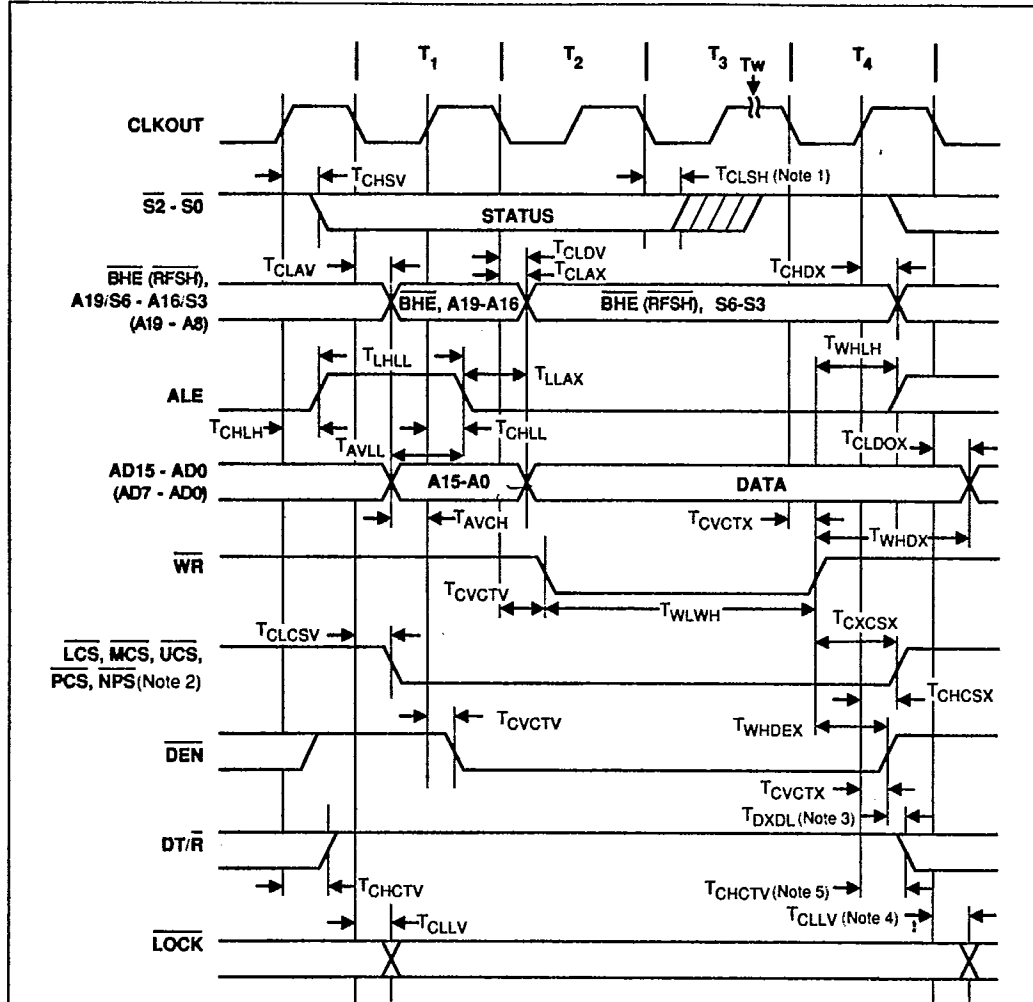 T1 T2 T3 TW T4
CLKOUT
TCHSV
TCLSH (Note 1)
S2 - S0
STATUS
TCLDV
TCLAV
TCLAX
TCHDX
BHE (RFSH),
A19/S6 - A16/S3
(A19 - A8)
BHE, A19-A16
BHE (RFSH), S6-S3
TLHLL
TWHLH
TLLAX
ALE
TCHLH
TCHLL
TAVLL
TCLDOX
AD15 - AD0
(AD7 - AD0)
A15-A0
DATA
TAVCH
TCVCTX
TWHDX
WR
TCVCTV
TWLWH
TCLCSV
TCXCSX
LCS, MCS, UCS,
PCS, NPS (Note 2)
TCHCSX
TCVCTV
TWHDEX
DEN
TCVCTX
TDXDL (Note 3)
DT/R
TCHCTV
TCHCTV (Note 5)
TCLLV
TCLLV (Note 4)
LOCK